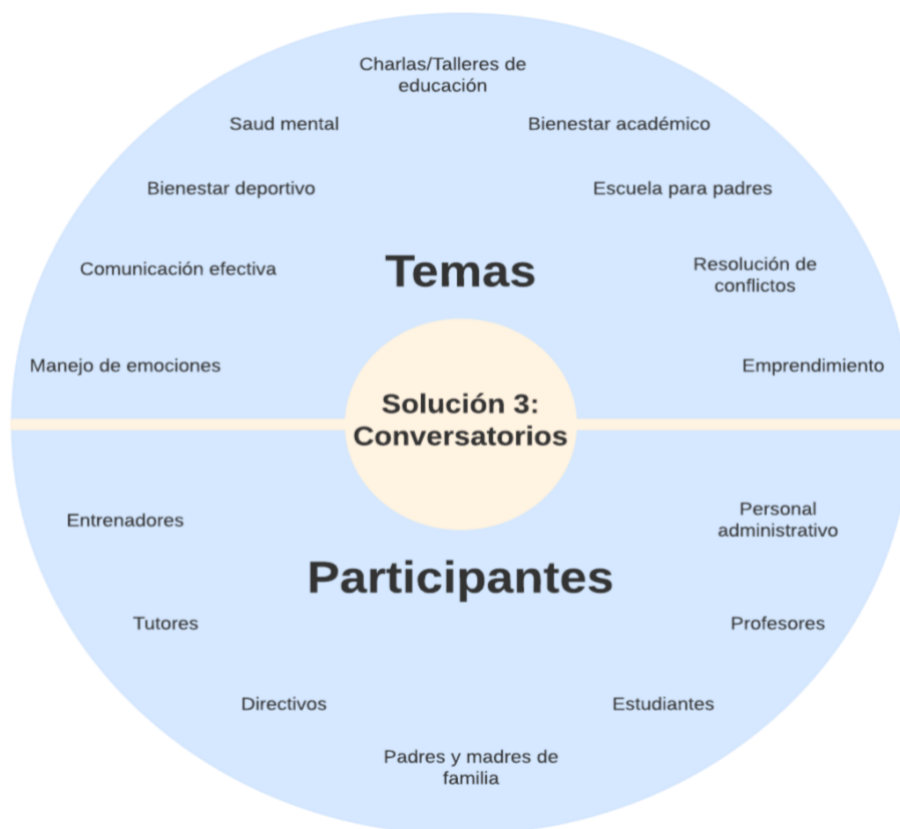 Charlas/Talleres de
educación
Saud mental
Bienestar académico
Bienestar deportivo
Escuela para padres
Comunicación efectiva
Temas
Resolución de
conflictos
Manejo de emociones
Emprendimiento
Solución 3:
Conversatorios
Entrenadores
Personal
administrativo
Participantes
Tutores
Profesores
Directivos
Estudiantes
Padres y madres de
familia